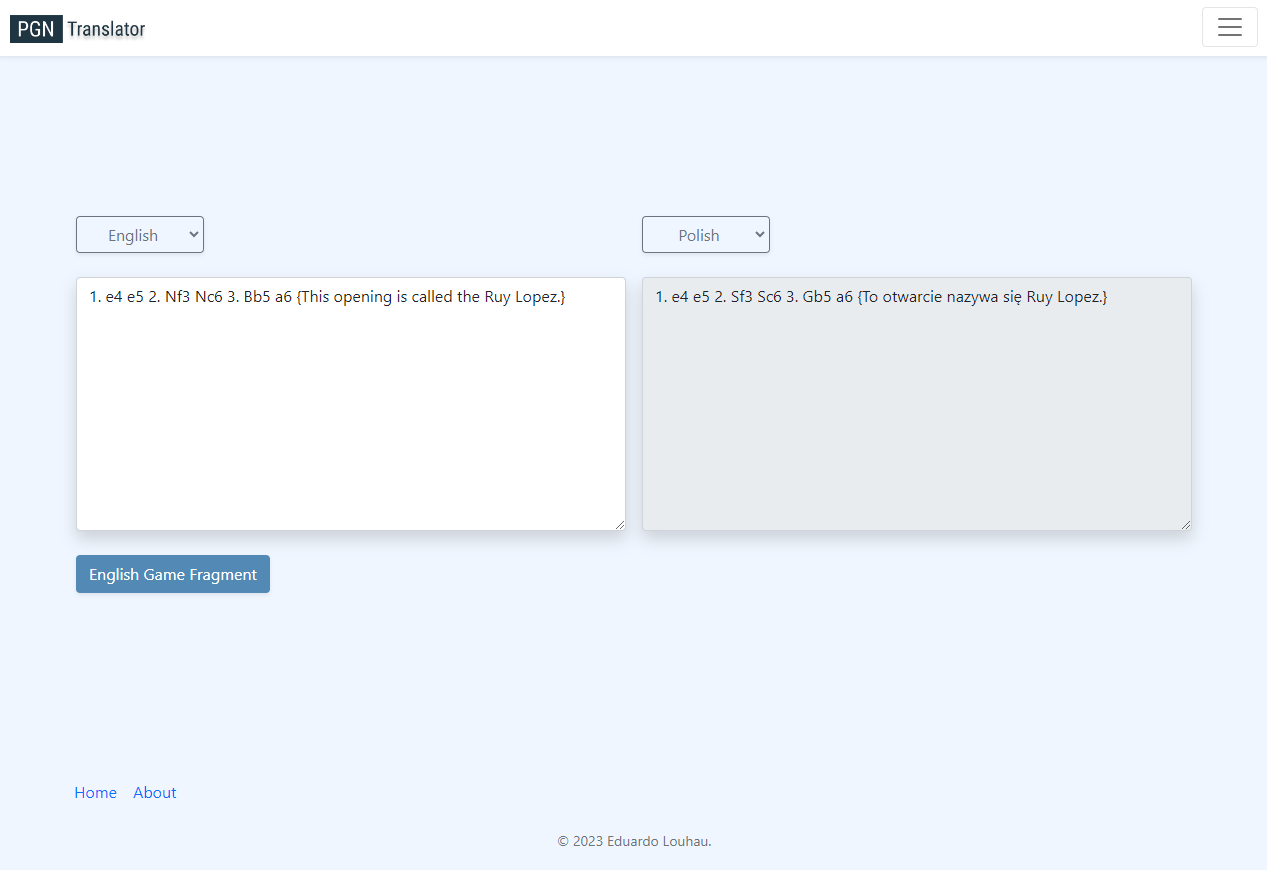 PGN Translator
English
Polish
1. e4 e5 2. Nf3 Nc6 3. Bb5 a6 {This opening is called the Ruy Lopez.}
1. e4 e5 2. Sf3 Sc6 3. Gb5 a6 {To otwarcie nazywa się Ruy Lopez.}
English Game Fragment
Home About
© 2023 Eduardo Louhau.